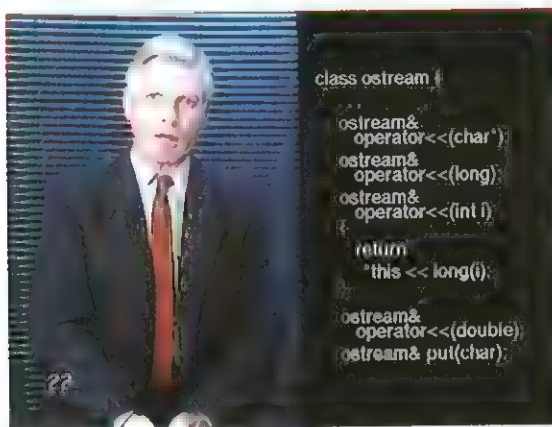 class ostream {
ostream&
operator<<(char*);
ostream&
operator<<(long);
ostream&
operator<<(int i)
{
return
*this << long(i);
ostream&
operator<<(double);
ostream& put(char);
??